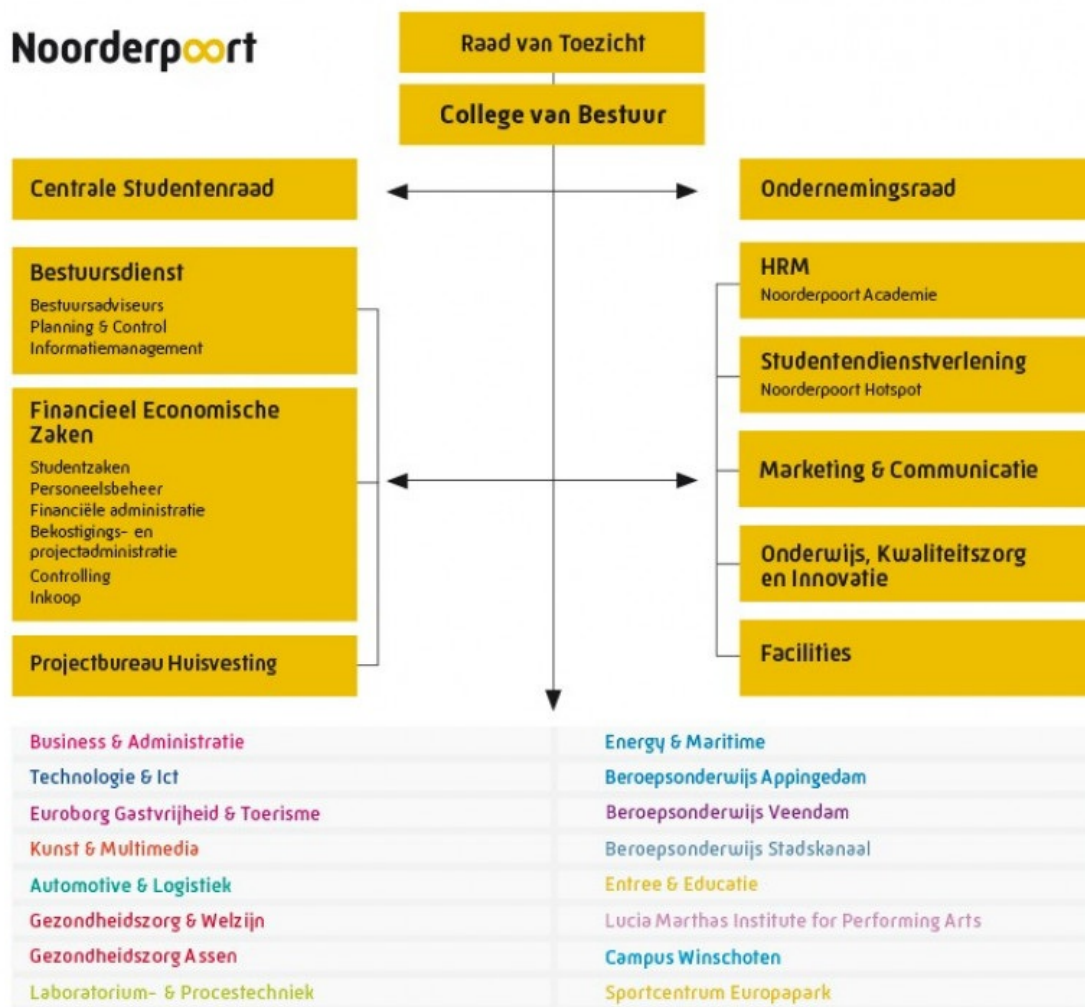 Noorderpoort
Raad van Toezicht
College van Bestuur
Centrale Studentenraad
Ondernemingsraad
Bestuursdienst
Bestuursadviseurs
Planning & Control
Informatiemanagement
Financieel Economische
Zaken
Studentzaken
Personeelsbeheer
Financiële administratie
Bekostigings- en
projectadministratie
Controlling
Inkoop
Projectbureau Huisvesting
HRM
Noorderpoort Academie
Studentendienstverlening
Noorderpoort Hotspot
Marketing & Communicatie
Onderwijs, Kwaliteitszorg
en Innovatie
Facilities
Business & Administratie
Technologie & Ict
Euroborg Gastvrijheid & Toerisme
Kunst & Multimedia
Automotive & Logistiek
Gezondheidszorg & Welzijn
Gezondheidszorg Assen
Laboratorium- & Procestechniek
Energy & Maritime
Beroepsonderwijs Appingedam
Beroepsonderwijs Veendam
Beroepsonderwijs Stadskanaal
Entree & Educatie
Lucia Marthas Institute for Performing Arts
Campus Winschoten
Sportcentrum Europapark